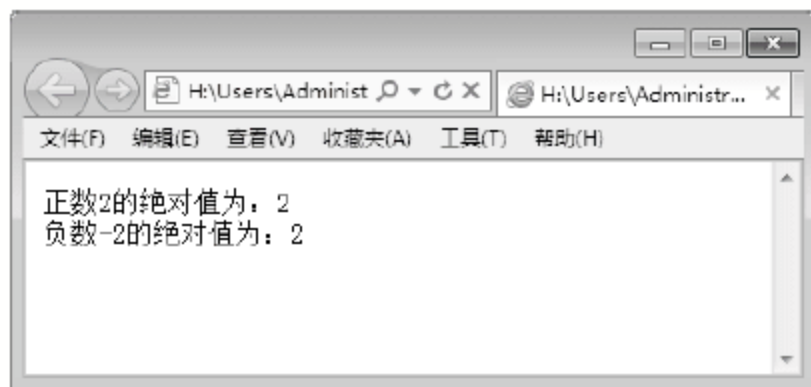 H:\Users\Administ
H:\Users\Administr...
文件(F) 编辑(E) 查看(V) 收藏夹(A) 工具(T) 帮助(H)
正数2的绝对值为：2
负数-2的绝对值为：2